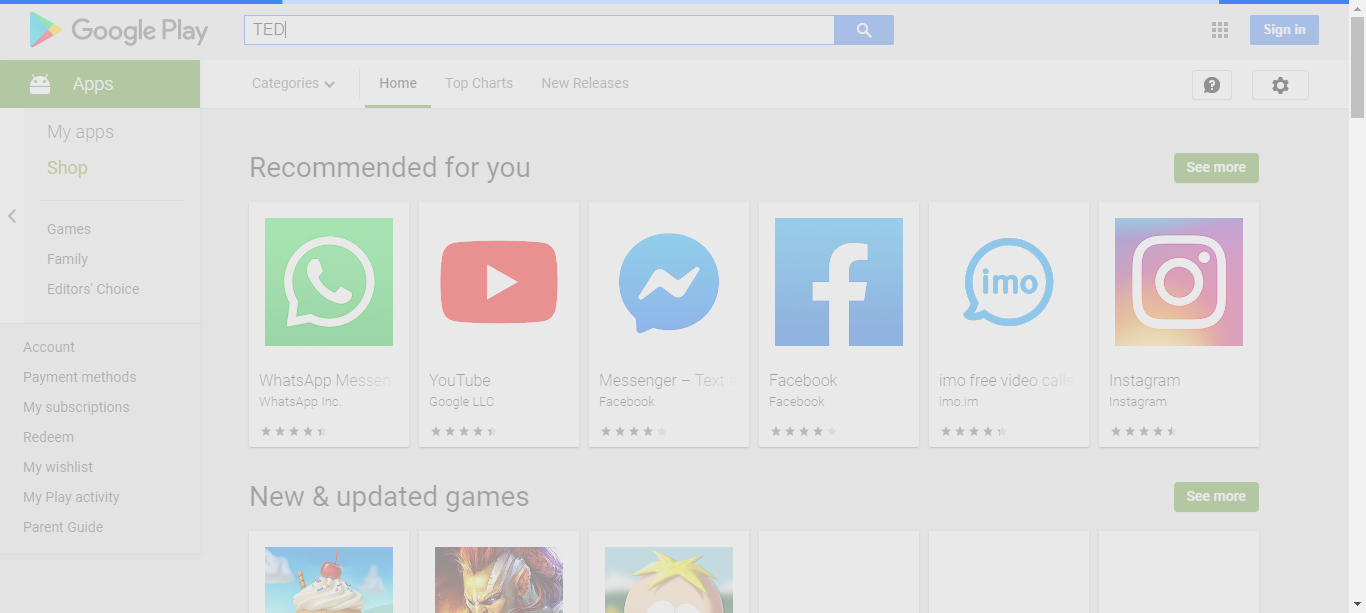 Google Play
TED
Sign in
Apps
Categories
Home
Top Charts
New Releases
My apps
Shop
Games
Family
Editors' Choice
Account
Payment methods
My subscriptions
Redeem
My wishlist
My Play activity
Parent Guide
Recommended for you
See more
WhatsApp Messen
WhatsApp Inc.
YouTube
Google LLC
Messenger – Text a
Facebook
Facebook
Facebook
imo
imo free video calls
imo.im
Instagram
Instagram
New & updated games
See more